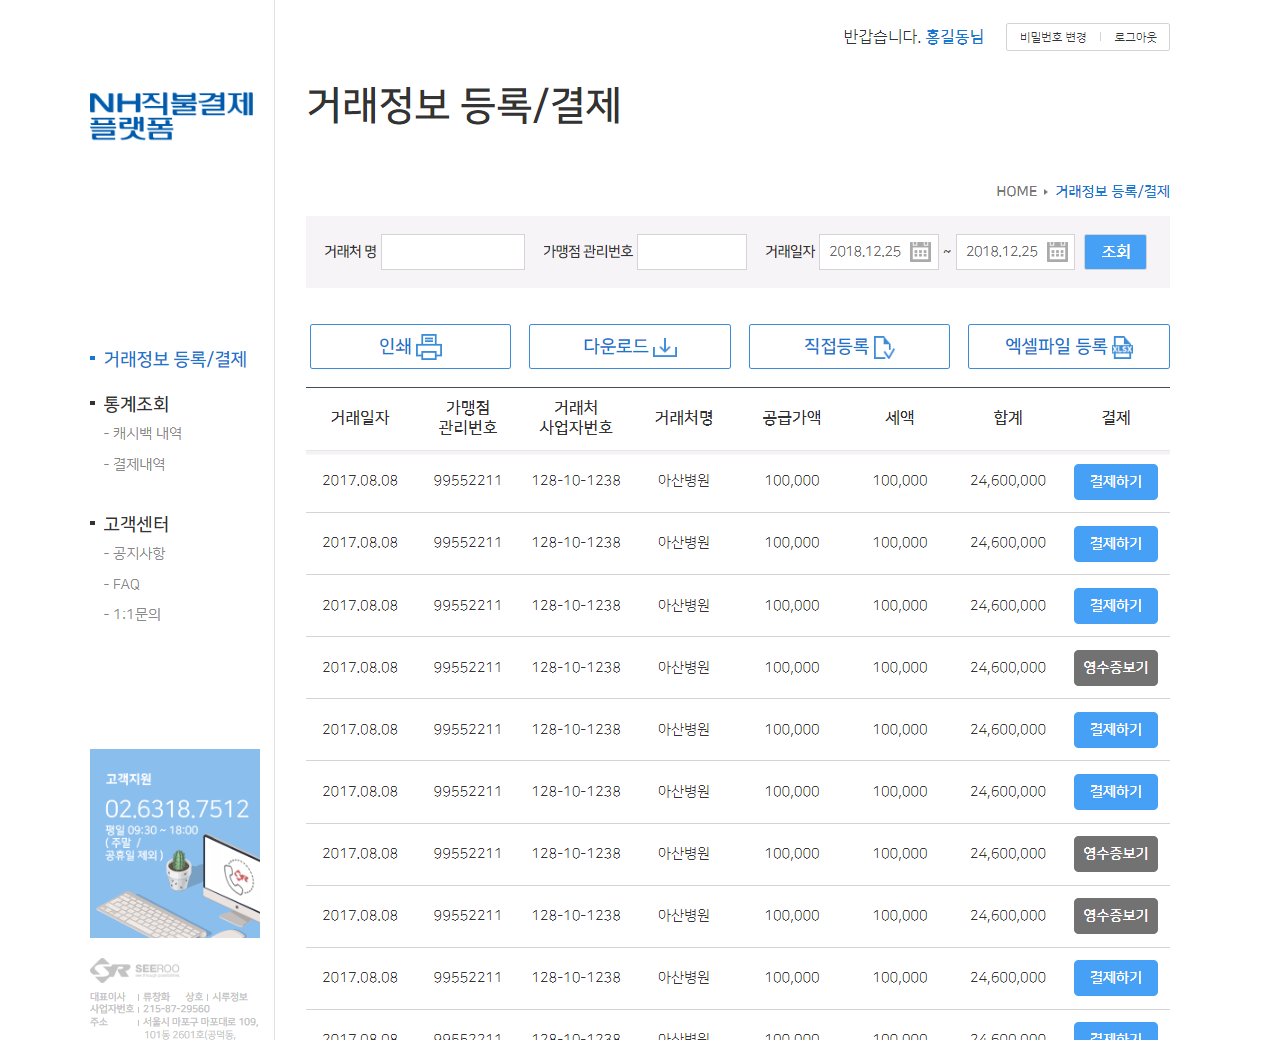 반갑습니다. 홍길동님
비밀번호 변경 | 로그아웃
NH직불결제
플랫폼
거래정보 등록/결제
HOME 거래정보 등록/결제
거래처 명 가맹점 관리번호 거래일자 2018.12.25 ~ 2018.12.25 조회
인쇄 다운로드 직접등록 엑셀파일 등록 XLSX
거래정보 등록/결제
통계조회
- 캐시백 내역
- 결제내역
고객센터
- 공지사항
- FAQ
- 1:1문의
거래일자 가맹점 관리번호 거래처 사업자번호 거래처명 공급가액 세액 합계 결제
2017.08.08 99552211 128-10-1238 아산병원 100,000 100,000 24,600,000 결제하기
2017.08.08 99552211 128-10-1238 아산병원 100,000 100,000 24,600,000 결제하기
2017.08.08 99552211 128-10-1238 아산병원 100,000 100,000 24,600,000 결제하기
2017.08.08 99552211 128-10-1238 아산병원 100,000 100,000 24,600,000 영수증보기
2017.08.08 99552211 128-10-1238 아산병원 100,000 100,000 24,600,000 결제하기
2017.08.08 99552211 128-10-1238 아산병원 100,000 100,000 24,600,000 결제하기
2017.08.08 99552211 128-10-1238 아산병원 100,000 100,000 24,600,000 영수증보기
2017.08.08 99552211 128-10-1238 아산병원 100,000 100,000 24,600,000 영수증보기
2017.08.08 99552211 128-10-1238 아산병원 100,000 100,000 24,600,000 결제하기
2017.08.08 99552211 128-10-1238 아산병원 100,000 100,000 24,600,000 결제하기
고객지원
02.6318.7512
평일 09:30 ~ 18:00
( 주말 /
공휴일 제외 )
SEEROO
대표이사 | 류창화 상호 | 시루정보
사업자번호 | 215-87-29560
주소 | 서울시 마포구 마포대로 109,
101동 2601호(공덕동,